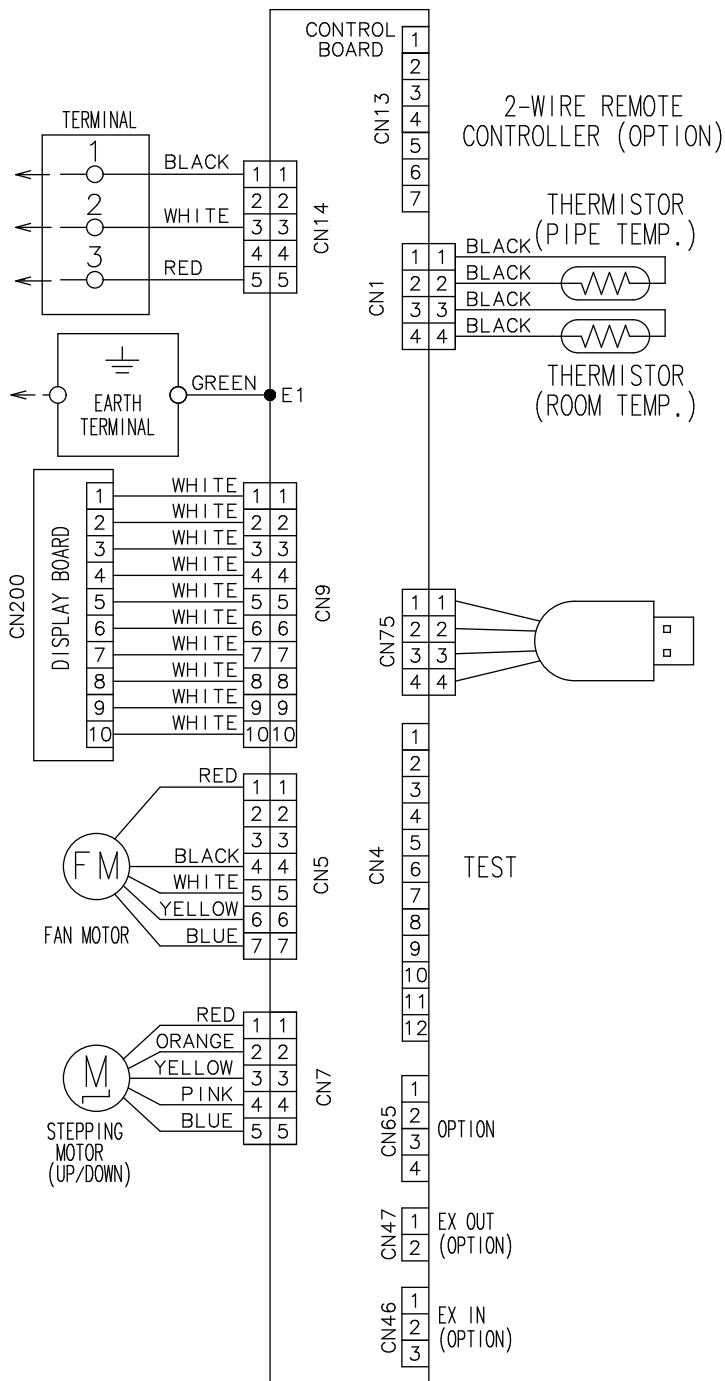 CONTROL
BOARD
CN13
1
2
3
4
5
6
7
2-WIRE REMOTE
CONTROLLER (OPTION)
TERMINAL
1 BLACK 1 1
2 2
2 WHITE 3 3
4 4
3 RED 5 5
CN14
THERMISTOR
(PIPE TEMP.)
CN1
1 1 BLACK
2 2 BLACK
3 3 BLACK
4 4 BLACK
THERMISTOR
(ROOM TEMP.)
EARTH
TERMINAL
GREEN E1
CN200
DISPLAY BOARD
1 WHITE 1 1
2 WHITE 2 2
3 WHITE 3 3
4 WHITE 4 4
5 WHITE 5 5
6 WHITE 6 6
7 WHITE 7 7
8 WHITE 8 8
9 WHITE 9 9
10 WHITE 10 10
CN9
CN75
1 1
2 2
3 3
4 4
FM
FAN MOTOR
RED 1 1
2 2
3 3
BLACK 4 4
WHITE 5 5
YELLOW 6 6
BLUE 7 7
CN5
CN4
1
2
3
4
5
6
7
8
9
10
11
12
TEST
M
STEPPING
MOTOR
(UP/DOWN)
RED 1 1
ORANGE 2 2
YELLOW 3 3
PINK 4 4
BLUE 5 5
CN7
CN65
1
2
3
4
OPTION
CN47
1
2
EX OUT
(OPTION)
CN46
1
2
3
EX IN
(OPTION)